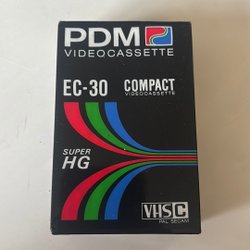 PDM
VIDEOCASSETTE
EC-30
COMPACT
VIDEOCASSETTE
SUPER
HG
VHS C
PAL SECAM